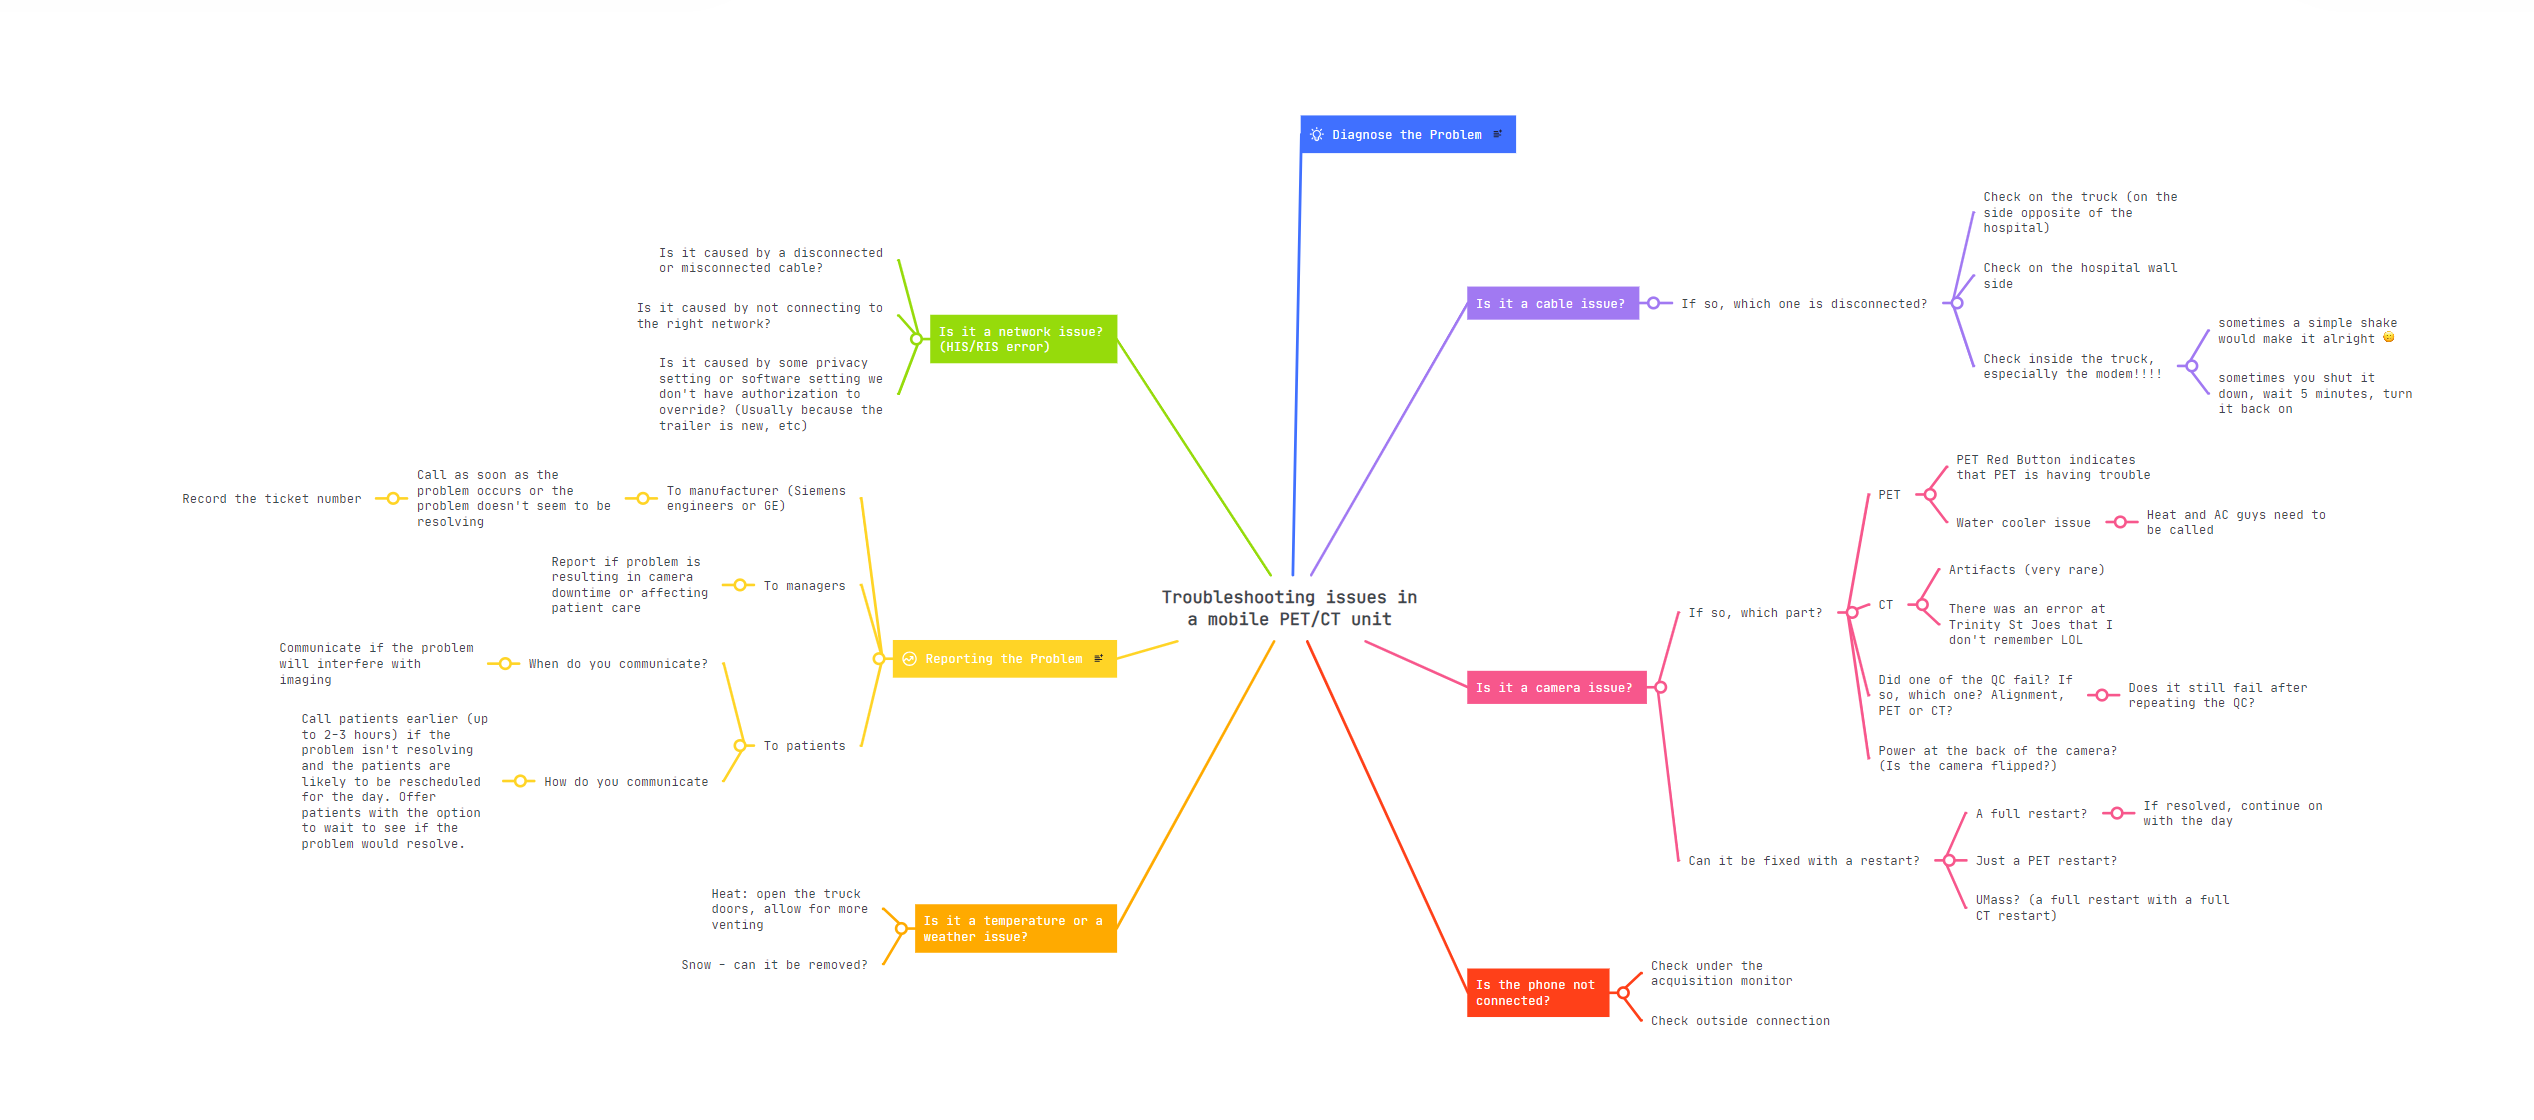 Troubleshooting issues in
a mobile PET/CT unit
Diagnose the Problem
Is it a cable issue?
If so, which one is disconnected?
Check on the truck (on the
side opposite of the
hospital)
Check on the hospital wall
side
Check inside the truck,
especially the modem!!!!
sometimes a simple shake
would make it alright 😀
sometimes you shut it
down, wait 5 minutes, turn
it back on
Is it a camera issue?
If so, which part?
PET
PET Red Button indicates
that PET is having trouble
Water cooler issue
Heat and AC guys need to
be called
CT
Artifacts (very rare)
There was an error at
Trinity St Joes that I
don't remember LOL
Did one of the QC fail? If
so, which one? Alignment,
PET or CT?
Does it still fail after
repeating the QC?
Power at the back of the camera?
(Is the camera flipped?)
Can it be fixed with a restart?
A full restart?
If resolved, continue on
with the day
Just a PET restart?
UMass? (a full restart with a full
CT restart)
Is the phone not
connected?
Check under the
acquisition monitor
Check outside connection
Is it a network issue?
(HIS/RIS error)
Is it caused by a disconnected
or misconnected cable?
Is it caused by not connecting to
the right network?
Is it caused by some privacy
setting or software setting we
don't have authorization to
override? (Usually because the
trailer is new, etc)
Reporting the Problem
To manufacturer (Siemens
engineers or GE)
Call as soon as the
problem occurs or the
problem doesn't seem to be
resolving
Record the ticket number
To managers
Report if problem is
resulting in camera
downtime or affecting
patient care
To patients
When do you communicate?
Communicate if the problem
will interfere with
imaging
How do you communicate
Call patients earlier (up
to 2-3 hours) if the
problem isn't resolving
and the patients are
likely to be rescheduled
for the day. Offer
patients with the option
to wait to see if the
problem would resolve.
Is it a temperature or a
weather issue?
Heat: open the truck
doors, allow for more
venting
Snow - can it be removed?